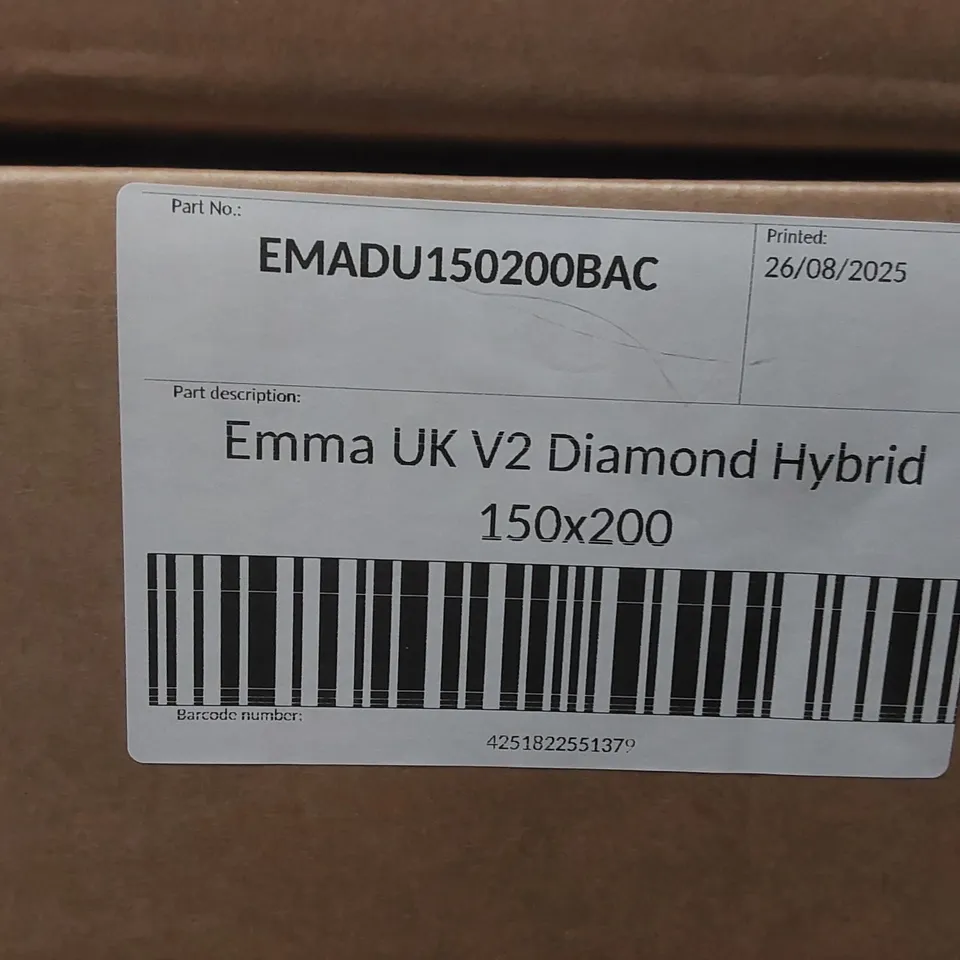 Part No.:
EMADU150200BAC
Printed:
26/08/2025
Part description:
Emma UK V2 Diamond Hybrid
150x200
Barcode number:
4251822551379